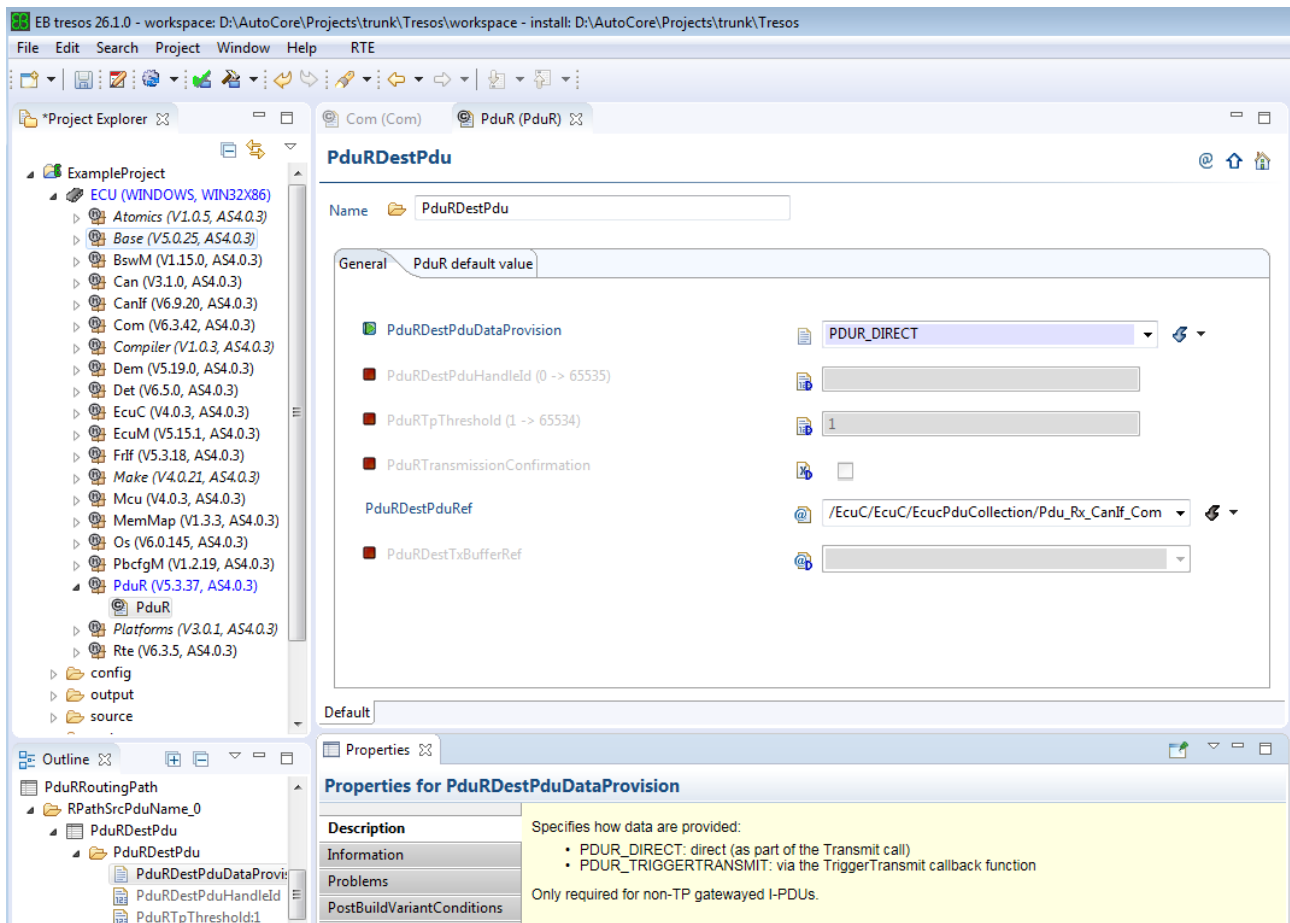 EB tresos 26.1.0 - workspace: D:\AutoCore\Projects\trunk\Tresos\workspace - install: D:\AutoCore\Projects\trunk\Tresos
File Edit Search Project Window Help RTE
*Project Explorer
Com (Com) PduR (PduR)
ExampleProject
ECU (WINDOWS, WIN32X86)
Atomics (V1.0.5, AS4.0.3)
Base (V5.0.25, AS4.0.3)
BswM (V1.15.0, AS4.0.3)
Can (V3.1.0, AS4.0.3)
CanIf (V6.9.20, AS4.0.3)
Com (V6.3.42, AS4.0.3)
Compiler (V1.0.3, AS4.0.3)
Dem (V5.19.0, AS4.0.3)
Det (V6.5.0, AS4.0.3)
EcuC (V4.0.3, AS4.0.3)
EcuM (V5.15.1, AS4.0.3)
FrIf (V5.3.18, AS4.0.3)
Make (V4.0.21, AS4.0.3)
Mcu (V4.0.3, AS4.0.3)
MemMap (V1.3.3, AS4.0.3)
Os (V6.0.145, AS4.0.3)
PbcfgM (V1.2.19, AS4.0.3)
PduR (V5.3.37, AS4.0.3)
PduR
Platforms (V3.0.1, AS4.0.3)
Rte (V6.3.5, AS4.0.3)
config
output
source
PduRDestPdu
Name PduRDestPdu
General PduR default value
PduRDestPduDataProvision PDUR_DIRECT
PduRDestPduHandleId (0 -> 65535)
PduRTpThreshold (1 -> 65534) 1
PduRTransmissionConfirmation
PduRDestPduRef /EcuC/EcuC/EcucPduCollection/Pdu_Rx_CanIf_Com
PduRDestTxBufferRef
Default
Outline
PduRRoutingPath
RPathSrcPduName_0
PduRDestPdu
PduRDestPdu
PduRDestPduDataProvi
PduRDestPduHandleId
PduRTpThreshold:1
Properties
Properties for PduRDestPduDataProvision
Description
Information
Problems
PostBuildVariantConditions
Specifies how data are provided:
• PDUR_DIRECT: direct (as part of the Transmit call)
• PDUR_TRIGGERTRANSMIT: via the TriggerTransmit callback function
Only required for non-TP gatewayed I-PDUs.